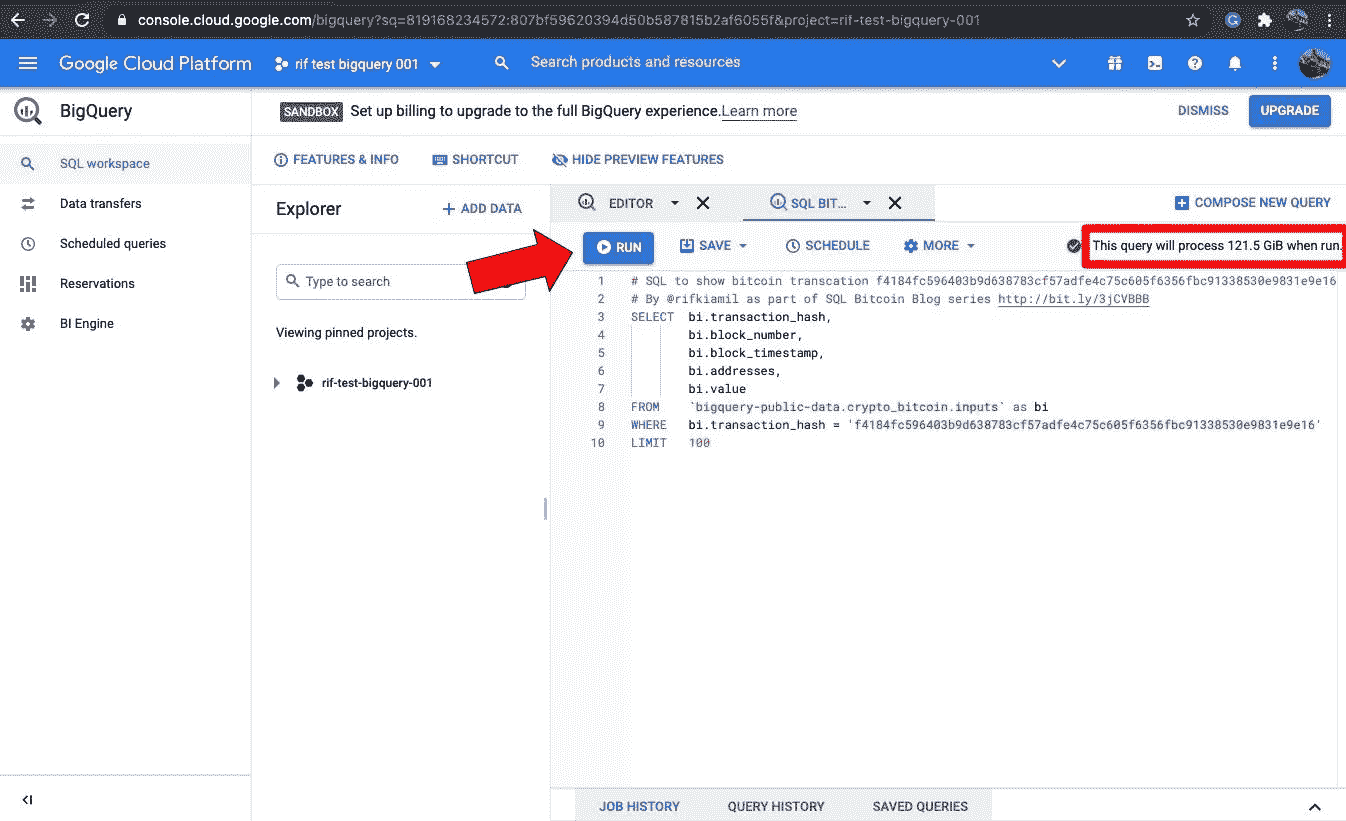 console.cloud.google.com/bigquery?sq=819168234572:807bf59620394d50b587815b2af6055f&project=rif-test-bigquery-001
Google Cloud Platform
rif test bigquery 001
Search products and resources
BigQuery
SANDBOX Set up billing to upgrade to the full BigQuery experience. Learn more
DISMISS
UPGRADE
SQL workspace
Data transfers
Scheduled queries
Reservations
BI Engine
FEATURES & INFO
SHORTCUT
HIDE PREVIEW FEATURES
Explorer
+ ADD DATA
Type to search
Viewing pinned projects.
rif-test-bigquery-001
EDITOR
SQL BIT...
COMPOSE NEW QUERY
RUN
SAVE
SCHEDULE
MORE
This query will process 121.5 GiB when run.
1 # SQL to show bitcoin transcation f4184fc596403b9d638783cf57adfe4c75c605f6356fbc91338530e9831e9e16
2 # By @rifkiamil as part of SQL Bitcoin Blog series http://bit.ly/3jCVBBB
3 SELECT bi.transaction_hash,
4 bi.block_number,
5 bi.block_timestamp,
6 bi.addresses,
7 bi.value
8 FROM `bigquery-public-data.crypto_bitcoin.inputs` as bi
9 WHERE bi.transaction_hash = 'f4184fc596403b9d638783cf57adfe4c75c605f6356fbc91338530e9831e9e16'
10 LIMIT 100
JOB HISTORY
QUERY HISTORY
SAVED QUERIES